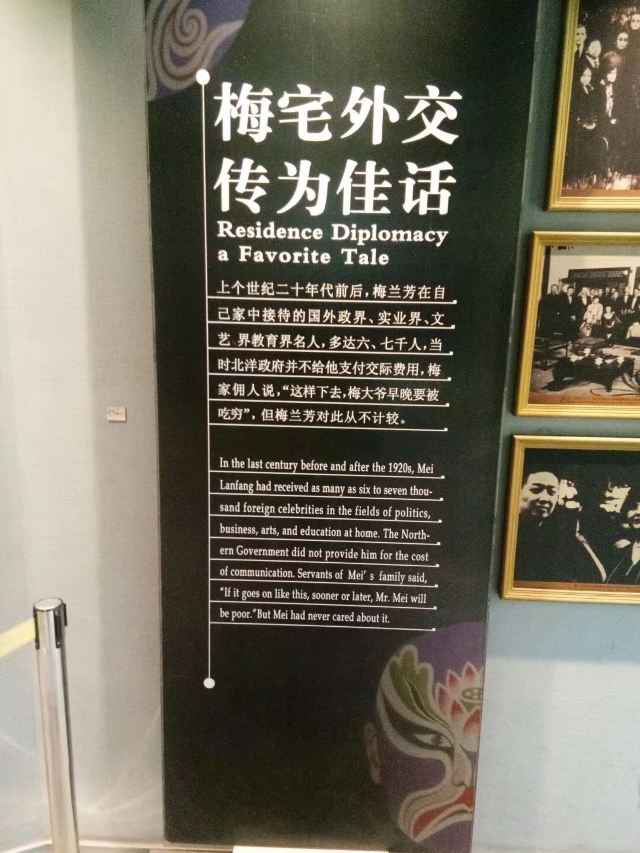 梅宅外交
传为佳话
Residence Diplomacy
a Favorite Tale
上个世纪二十年代前后，梅兰芳在自
己家中接待的国外政界、实业界、文
艺 界教育界名人，多达六、七千人，当
时北洋政府并不给他支付交际费用，梅
家佣人说，“这样下去，梅大爷早晚要被
吃穷”，但梅兰芳对此从不计较。
In the last century before and after the 1920s, Mei
Lanfang had received as many as six to seven thou-
sand foreign celebrities in the fields of politics,
business, arts, and education at home. The North-
ern Government did not provide him for the cost
of communication. Servants of Mei’ s family said,
“If it goes on like this, sooner or later, Mr. Mei will
be poor.”But Mei had never cared about it.